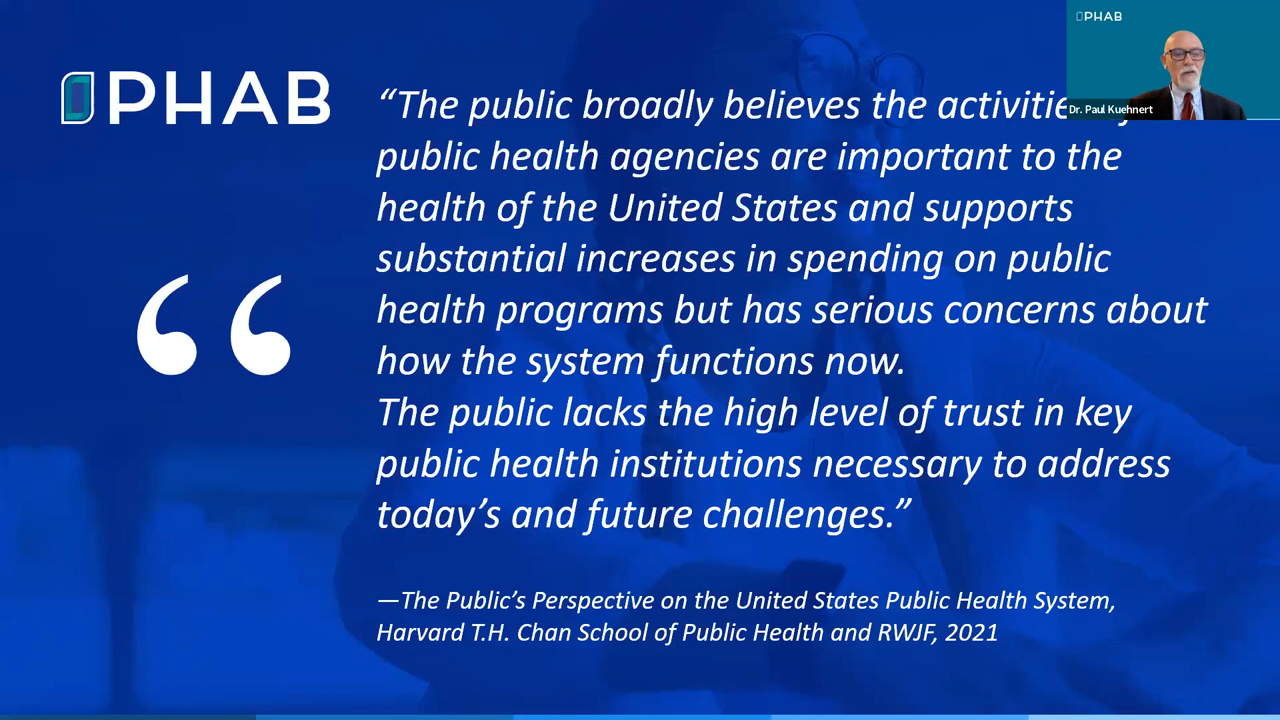 PHAB
PHAB
Dr. Paul Kuehnert
“The public broadly believes the
public health agencies are important to the
health of the United States and supports
substantial increases in spending on public
health programs but has serious concerns about
how the system functions now.
The public lacks the high level of trust in key
public health institutions necessary to address
today’s and future challenges.”
—The Public’s Perspective on the United States Public Health System,
Harvard T.H. Chan School of Public Health and RWJF, 2021